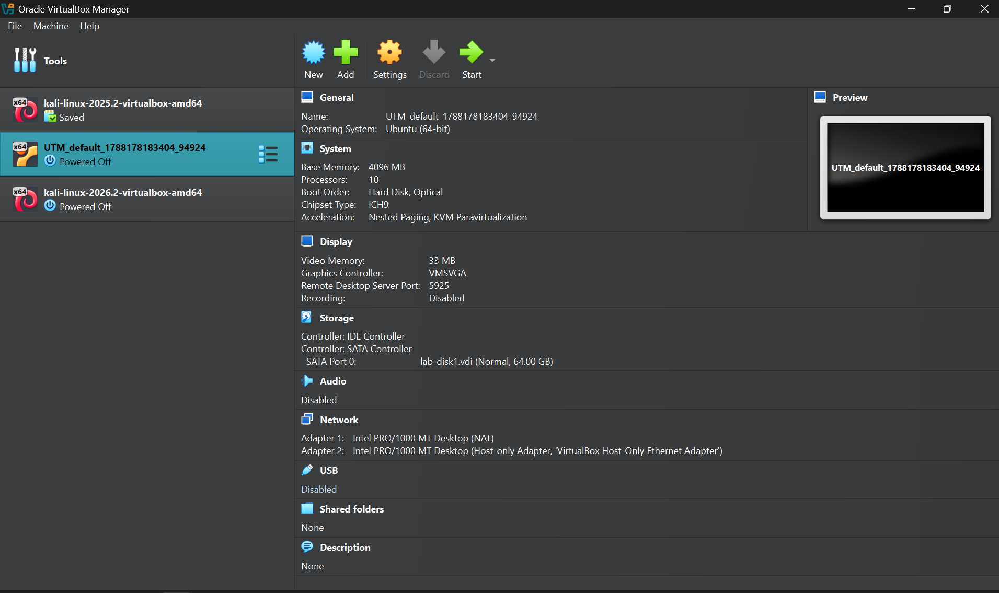 Oracle VirtualBox Manager
File Machine Help
Tools
New Add Settings Discard Start
x64 kali-linux-2025.2-virtualbox-amd64
Saved
x64 UTM_default_1788178183404_94924
Powered Off
x64 kali-linux-2026.2-virtualbox-amd64
Powered Off
General
Name: UTM_default_1788178183404_94924
Operating System: Ubuntu (64-bit)
System
Base Memory: 4096 MB
Processors: 10
Boot Order: Hard Disk, Optical
Chipset Type: ICH9
Acceleration: Nested Paging, KVM Paravirtualization
Preview
UTM_default_1788178183404_94924
Display
Video Memory: 33 MB
Graphics Controller: VMSVGA
Remote Desktop Server Port: 5925
Recording: Disabled
Storage
Controller: IDE Controller
Controller: SATA Controller
SATA Port 0: lab-disk1.vdi (Normal, 64.00 GB)
Audio
Disabled
Network
Adapter 1: Intel PRO/1000 MT Desktop (NAT)
Adapter 2: Intel PRO/1000 MT Desktop (Host-only Adapter, 'VirtualBox Host-Only Ethernet Adapter')
USB
Disabled
Shared folders
None
Description
None